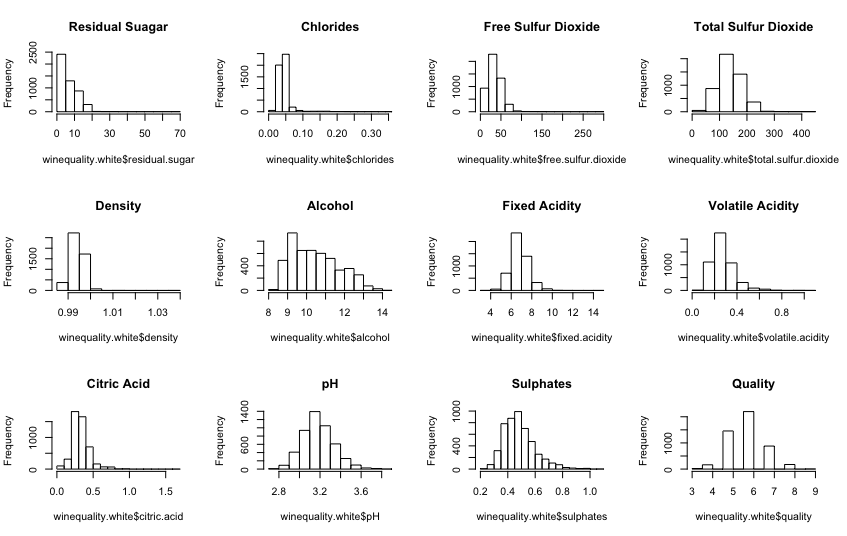 Residual Suagar
Frequency
0 1000 2500
0 10 30 50 70
winequality.white$residual.sugar
Chlorides
Frequency
0 1500
0.00 0.10 0.20 0.30
winequality.white$chlorides
Free Sulfur Dioxide
Frequency
0 1000
0 50 150 250
winequality.white$free.sulfur.dioxide
Total Sulfur Dioxide
Frequency
0 1000
0 100 200 300 400
winequality.white$total.sulfur.dioxide
Density
Frequency
0 1500
0.99 1.01 1.03
winequality.white$density
Alcohol
Frequency
0 400
8 9 10 12 14
winequality.white$alcohol
Fixed Acidity
Frequency
0 1000
4 6 8 10 12 14
winequality.white$fixed.acidity
Volatile Acidity
Frequency
0 1000
0.0 0.4 0.8
winequality.white$volatile.acidity
Citric Acid
Frequency
0 1000
0.0 0.5 1.0 1.5
winequality.white$citric.acid
pH
Frequency
0 600 1400
2.8 3.2 3.6
winequality.white$pH
Sulphates
Frequency
0 400 1000
0.2 0.4 0.6 0.8 1.0
winequality.white$sulphates
Quality
Frequency
0 1000
3 4 5 6 7 8 9
winequality.white$quality